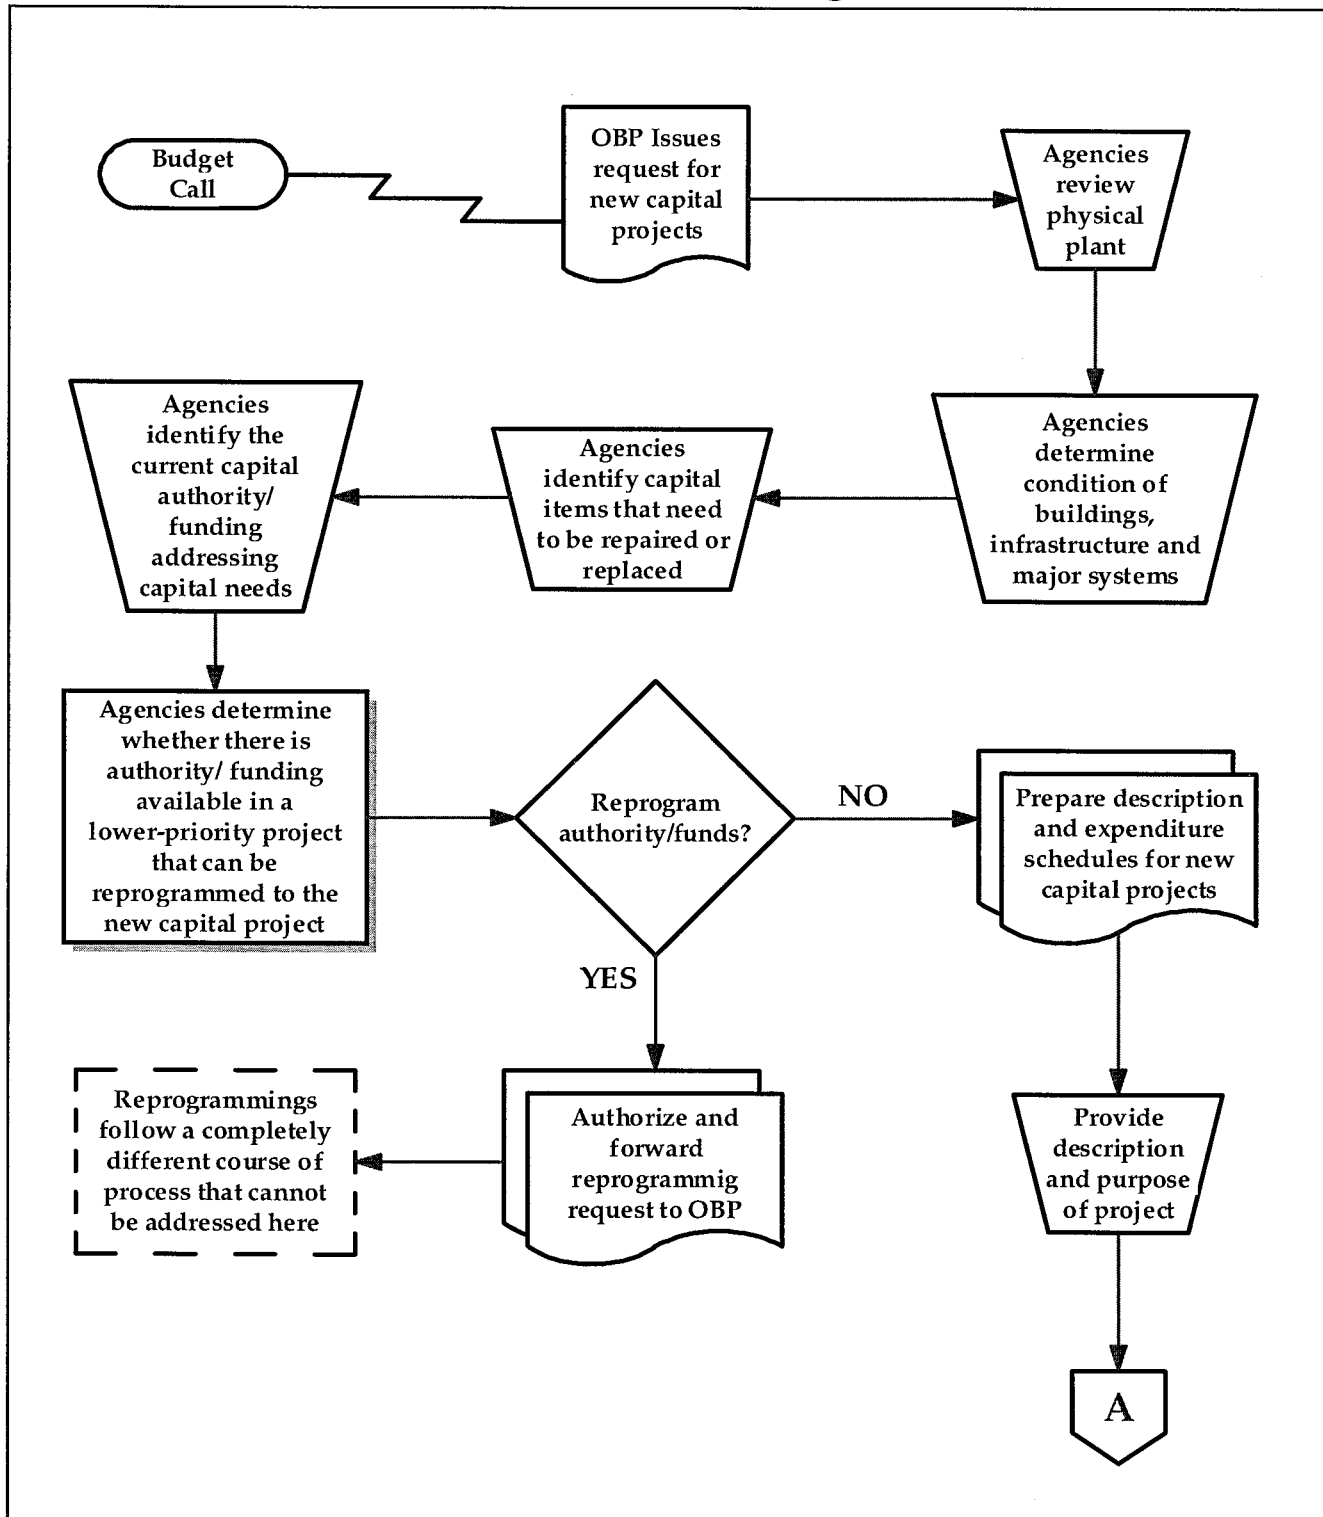 Budget
Call
OBP Issues
request for
new capital
projects
Agencies
review
physical
plant
Agencies
determine
condition of
buildings,
infrastructure and
major systems
Agencies
identify capital
items that need
to be repaired or
replaced
Agencies
identify the
current capital
authority/
funding
addressing
capital needs
Agencies determine
whether there is
authority/ funding
available in a
lower-priority project
that can be
reprogrammed to the
new capital project
Reprogram
authority/funds?
NO
Prepare description
and expenditure
schedules for new
capital projects
YES
Authorize and
forward
reprogrammig
request to OBP
Reprogrammings
follow a completely
different course of
process that cannot
be addressed here
Provide
description
and purpose
of project
A